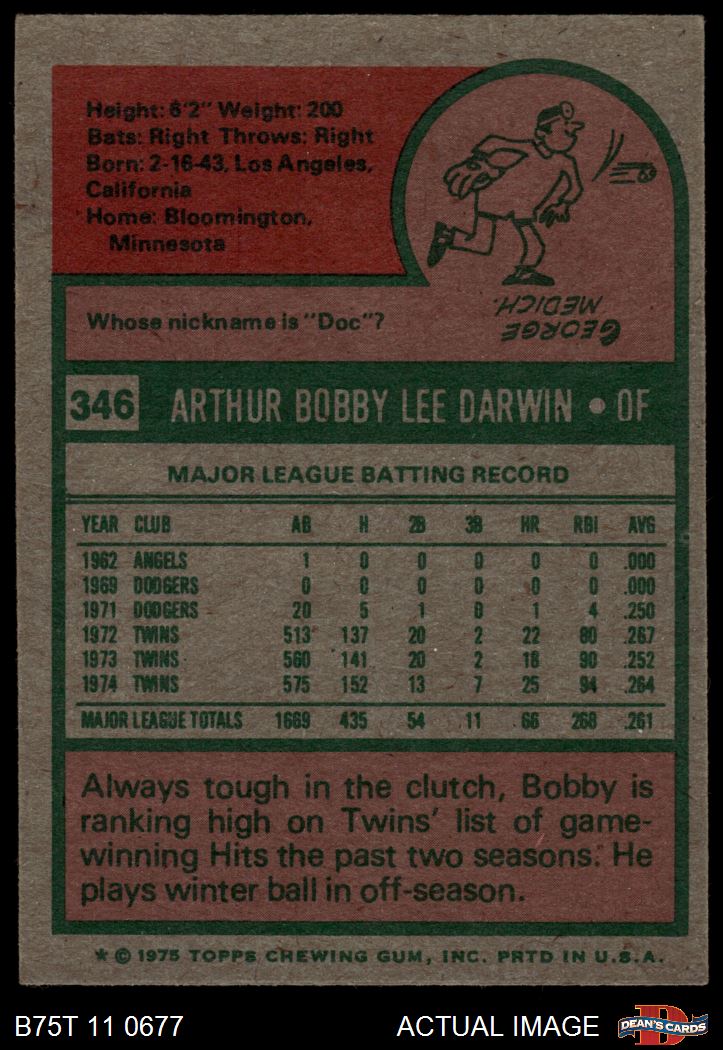 Height: 6'2" Weight: 200
Bats: Right Throws: Right
Born: 2-16-43, Los Angeles,
California
Home: Bloomington,
Minnesota
Whose nickname is "Doc"?
GEORGE
MEDICH.
346 ARTHUR BOBBY LEE DARWIN • OF
MAJOR LEAGUE BATTING RECORD
YEAR CLUB AB H 2B 3B HR RBI AVG
1962 ANGELS 1 0 0 0 0 0 .000
1969 DODGERS 0 0 0 0 0 0 .000
1971 DODGERS 20 5 1 0 1 4 .250
1972 TWINS 513 137 20 2 22 80 .267
1973 TWINS 560 141 20 2 18 90 .252
1974 TWINS 575 152 13 7 25 94 .264
MAJOR LEAGUE TOTALS 1669 435 54 11 66 268 .261
Always tough in the clutch, Bobby is
ranking high on Twins' list of game-
winning Hits the past two seasons. He
plays winter ball in off-season.
★ © 1975 TOPPS CHEWING GUM, INC. PRTD IN U.S.A.
B75T 11 0677 ACTUAL IMAGE
D
DEAN'S CARDS